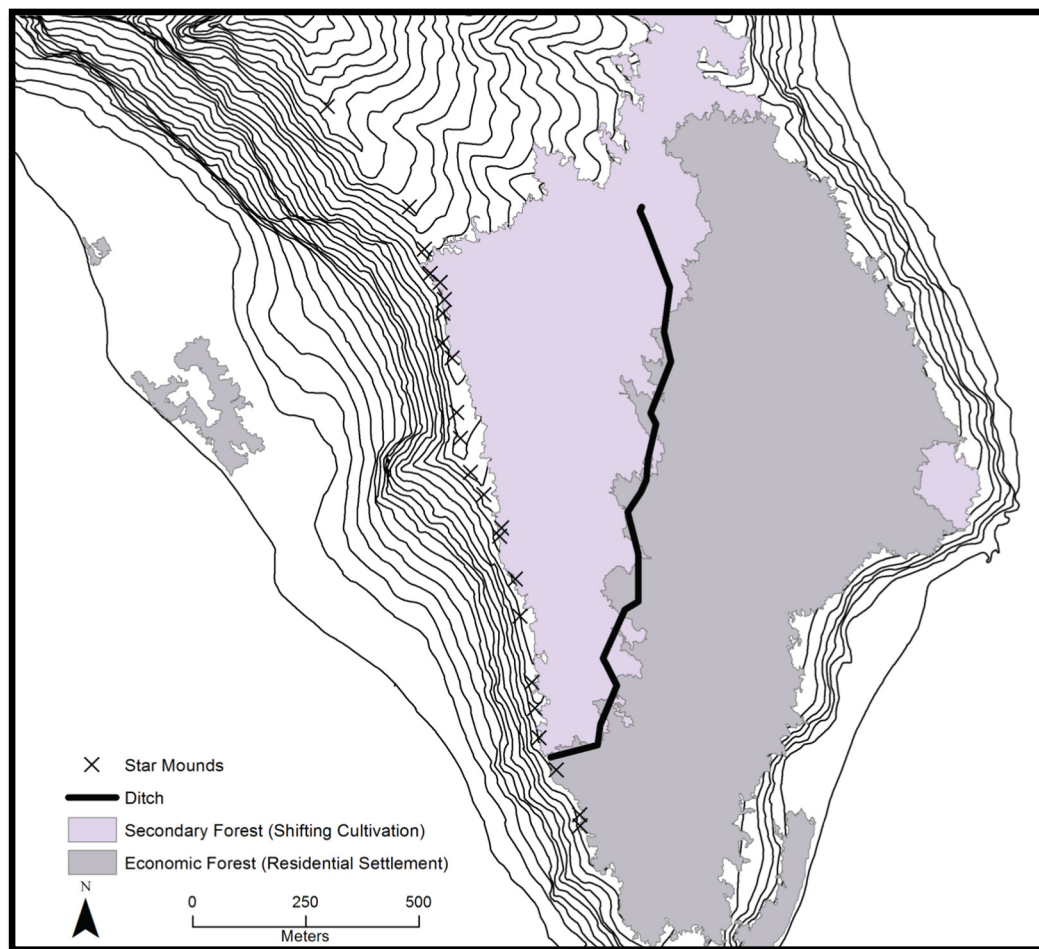 Star Mounds
Ditch
Secondary Forest (Shifting Cultivation)
Economic Forest (Residential Settlement)
N
0 250 500
Meters